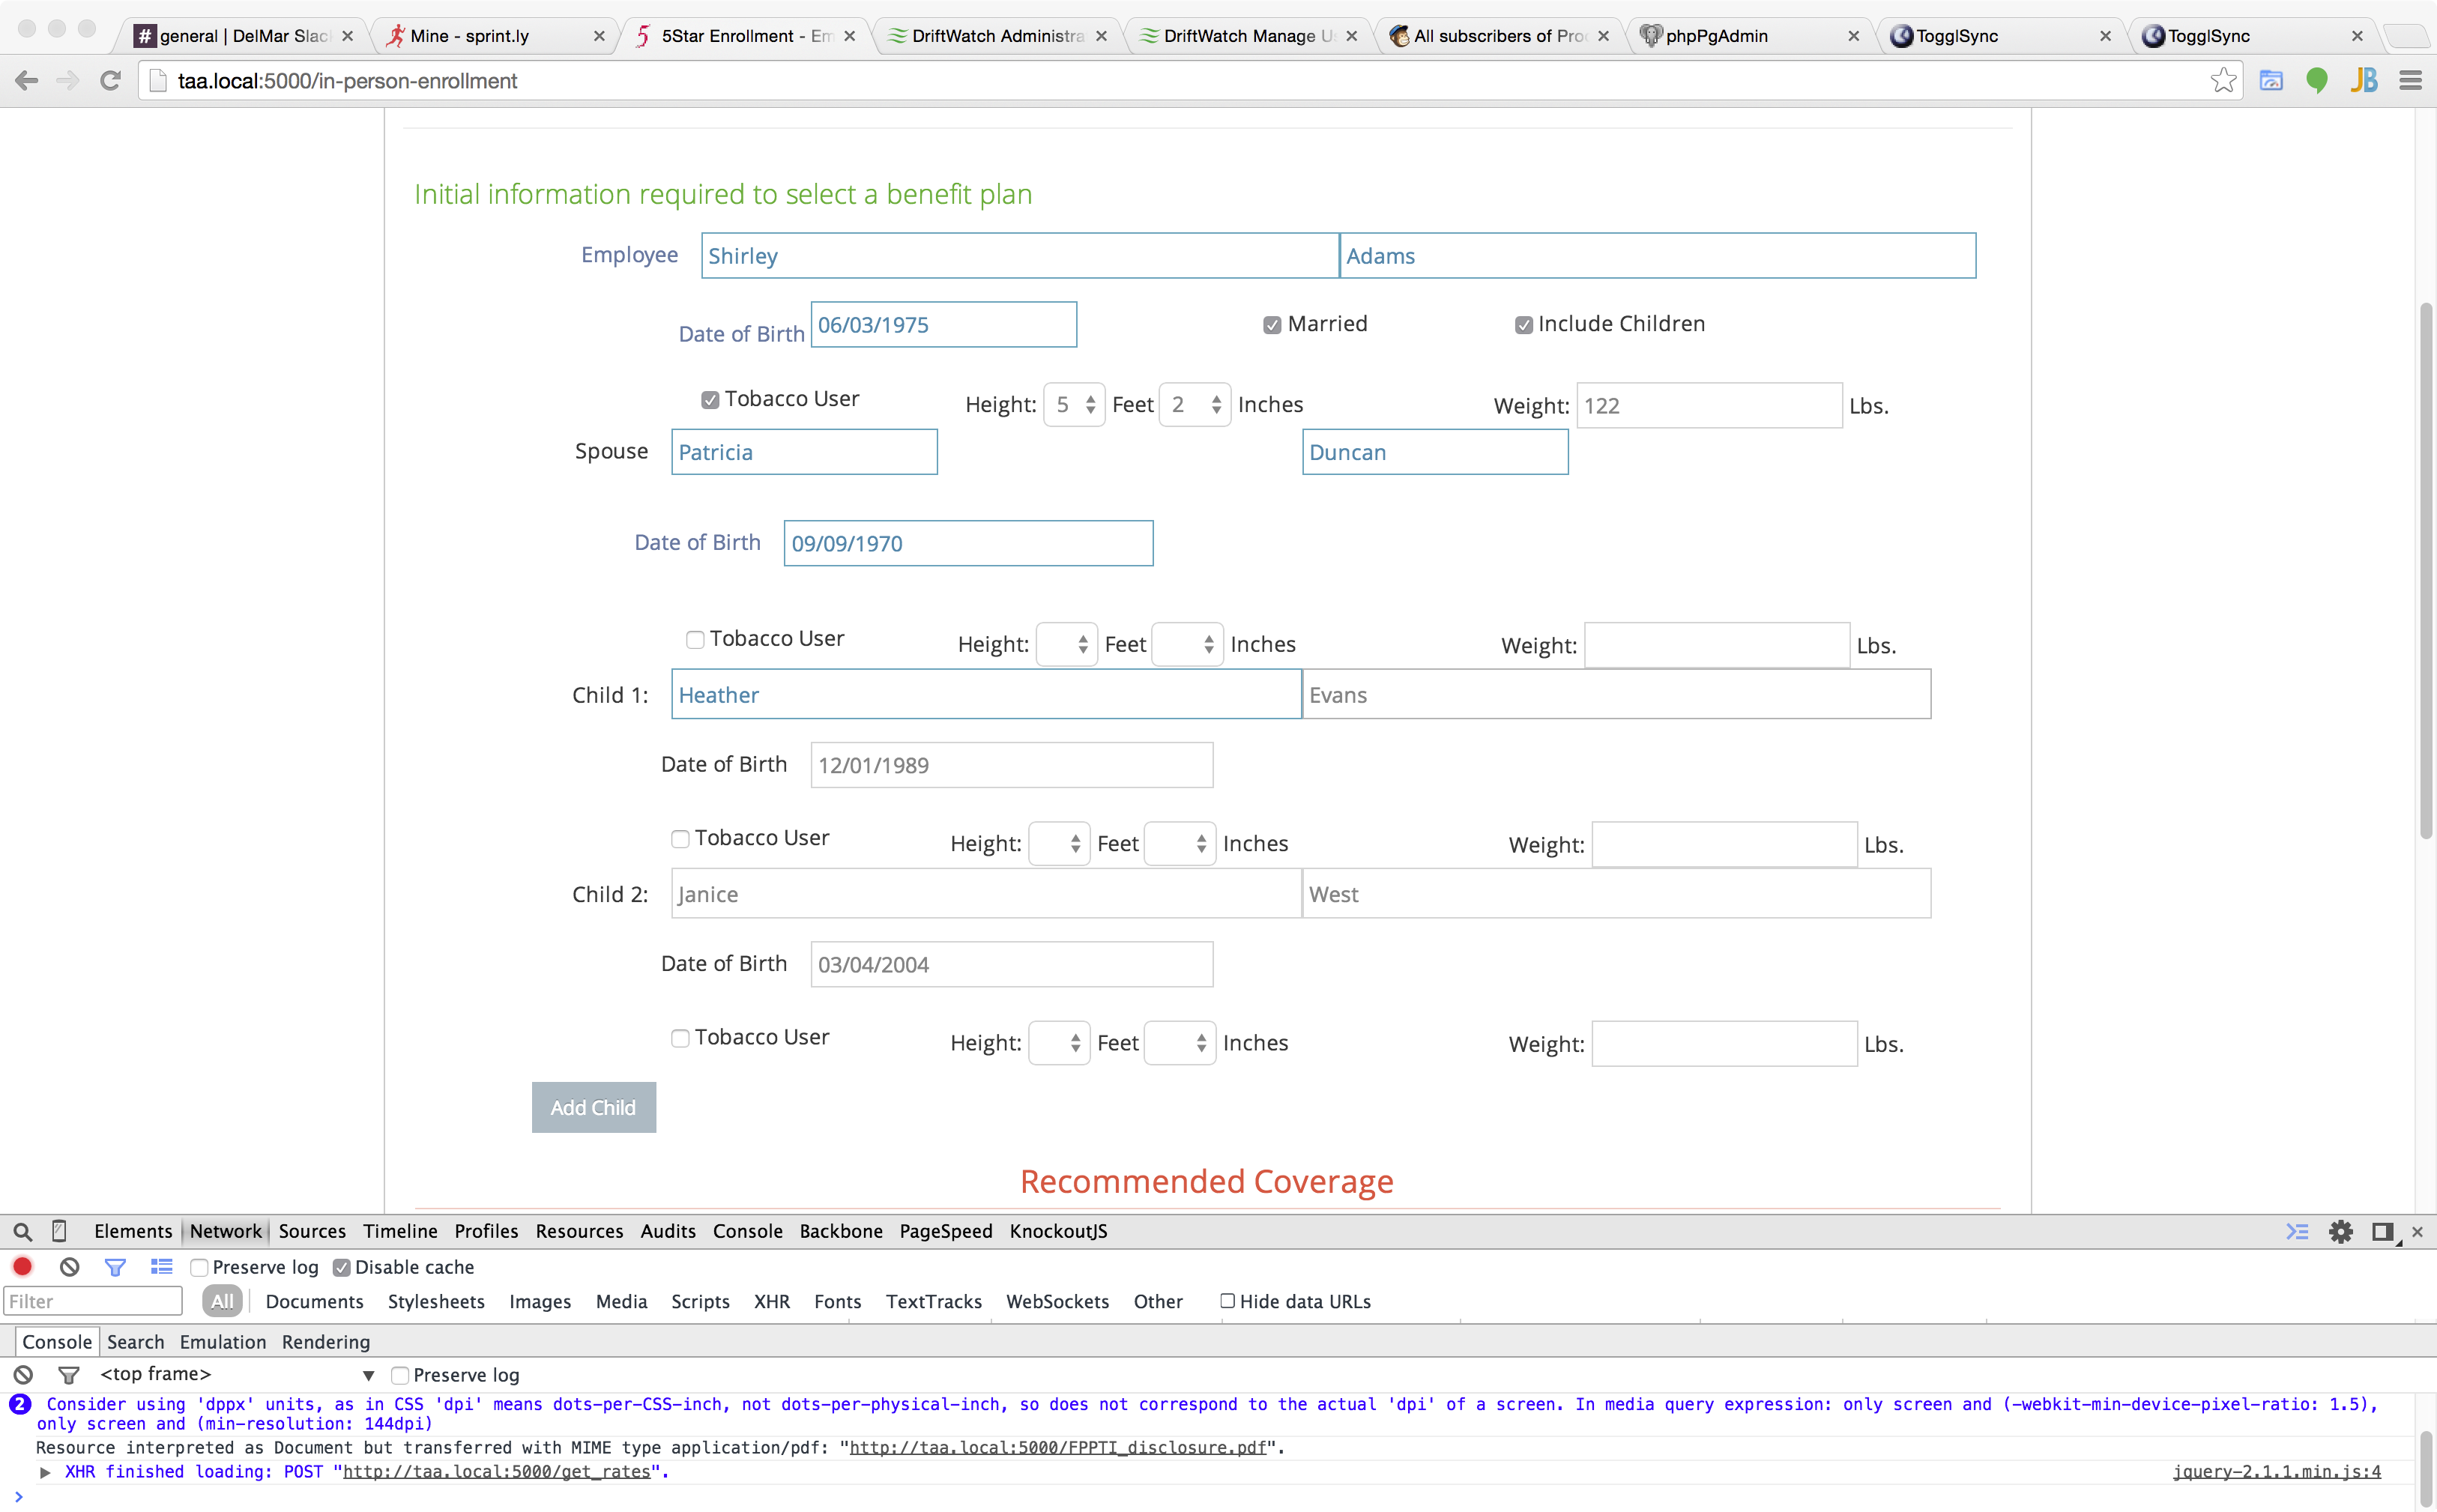 # general | DelMar Slac
Mine - sprint.ly
5 5Star Enrollment - Em
DriftWatch Administra
DriftWatch Manage U
All subscribers of Pro
phpPgAdmin
TogglSync
TogglSync
taa.local:5000/in-person-enrollment
JB
Initial information required to select a benefit plan
Employee Shirley Adams
Date of Birth 06/03/1975 Married Include Children
Tobacco User Height: 5 Feet 2 Inches Weight: 122 Lbs.
Spouse Patricia Duncan
Date of Birth 09/09/1970
Tobacco User Height: Feet Inches Weight: Lbs.
Child 1: Heather Evans
Date of Birth 12/01/1989
Tobacco User Height: Feet Inches Weight: Lbs.
Child 2: Janice West
Date of Birth 03/04/2004
Tobacco User Height: Feet Inches Weight: Lbs.
Add Child
Recommended Coverage
Elements Network Sources Timeline Profiles Resources Audits Console Backbone PageSpeed KnockoutJS
Preserve log Disable cache
Filter All Documents Stylesheets Images Media Scripts XHR Fonts TextTracks WebSockets Other Hide data URLs
Console Search Emulation Rendering
<top frame> Preserve log
2 Consider using 'dppx' units, as in CSS 'dpi' means dots-per-CSS-inch, not dots-per-physical-inch, so does not correspond to the actual 'dpi' of a screen. In media query expression: only screen and (-webkit-min-device-pixel-ratio: 1.5),
only screen and (min-resolution: 144dpi)
Resource interpreted as Document but transferred with MIME type application/pdf: "http://taa.local:5000/FPPTI_disclosure.pdf".
XHR finished loading: POST "http://taa.local:5000/get_rates". jquery-2.1.1.min.js:4